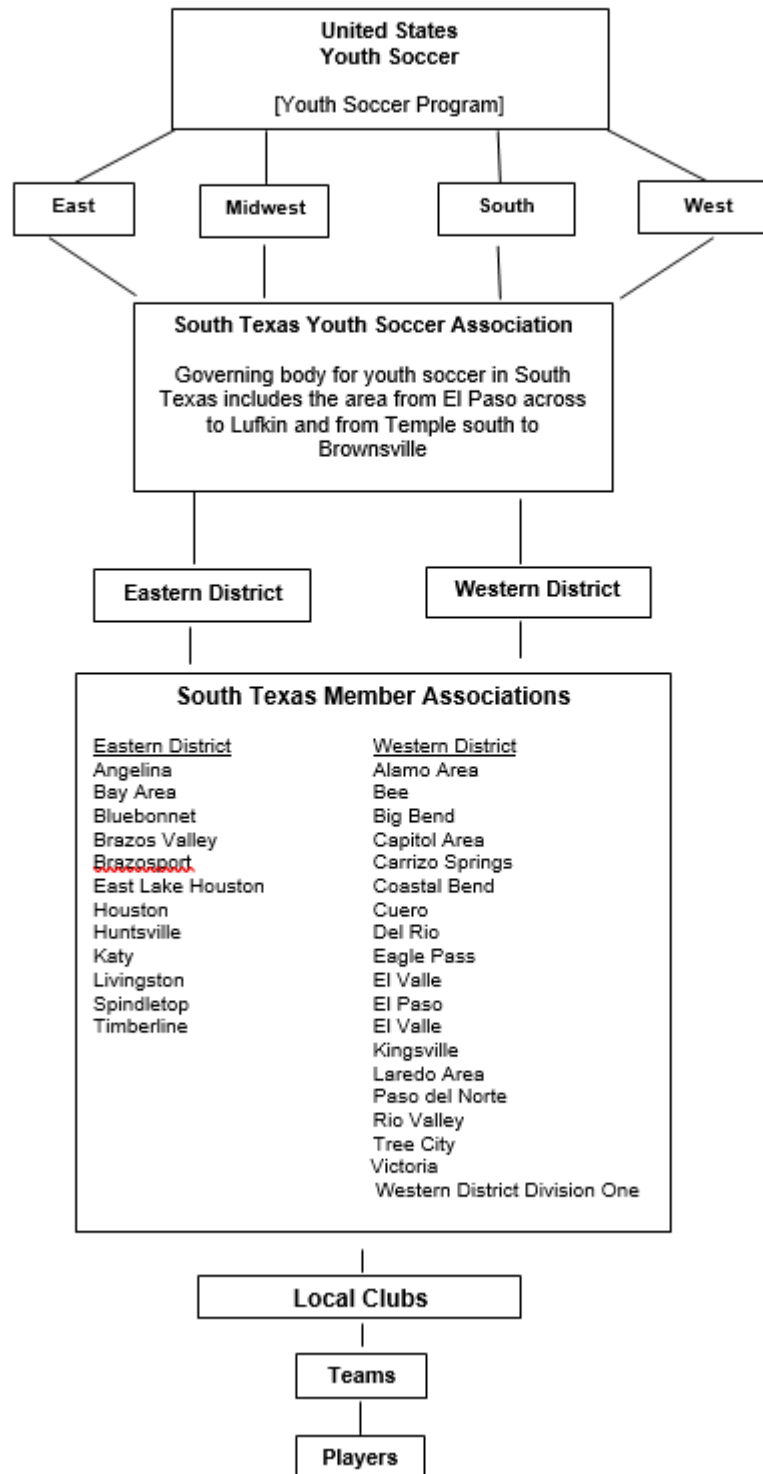 United States
Youth Soccer
[Youth Soccer Program]
East
Midwest
South
West
South Texas Youth Soccer Association
Governing body for youth soccer in South
Texas includes the area from El Paso across
to Lufkin and from Temple south to
Brownsville
Eastern District
Western District
South Texas Member Associations
Eastern District
Angelina
Bay Area
Bluebonnet
Brazos Valley
Brazosport
East Lake Houston
Houston
Huntsville
Katy
Livingston
Spindletop
Timberline
Western District
Alamo Area
Bee
Big Bend
Capitol Area
Carrizo Springs
Coastal Bend
Cuero
Del Rio
Eagle Pass
El Valle
El Paso
El Valle
Kingsville
Laredo Area
Paso del Norte
Rio Valley
Tree City
Victoria
Western District Division One
Local Clubs
Teams
Players